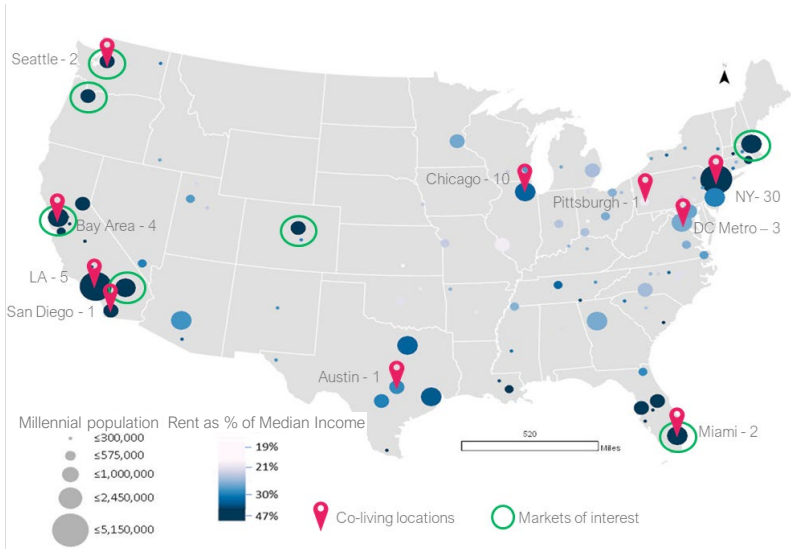 Seattle - 2
N
Chicago - 10
Pittsburgh - 1
NY- 30
Bay Area - 4
DC Metro – 3
LA - 5
San Diego - 1
Austin - 1
Miami - 2
Millennial population
≤300,000
≤575,000
≤1,000,000
≤2,450,000
≤5,150,000
Rent as % of Median Income
19%
21%
30%
47%
520
Miles
Co-living locations
Markets of interest